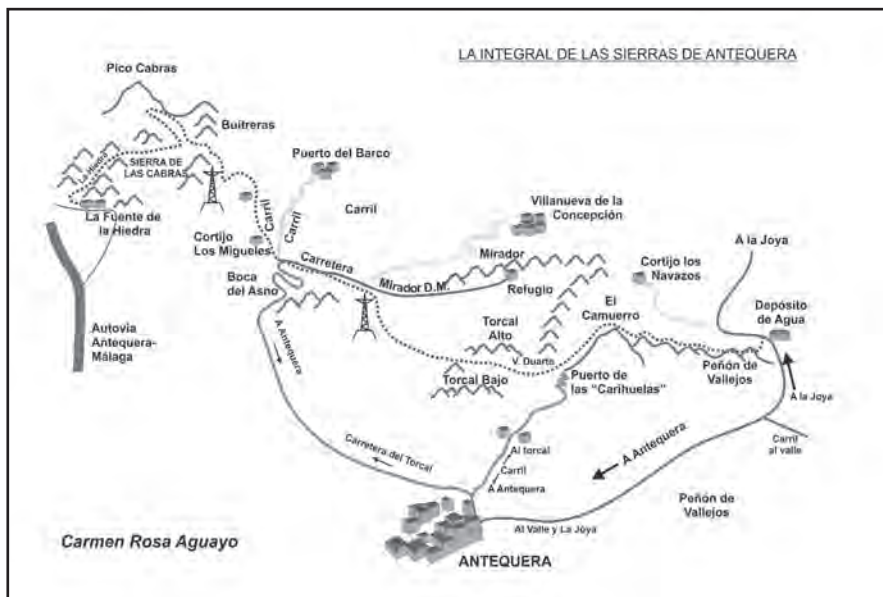 LA INTEGRAL DE LAS SIERRAS DE ANTEQUERA
Pico Cabras
Buitreras
La Hiedra
SIERRA DE
LAS CABRAS
La Fuente de
la Hiedra
Autovia
Antequera-
Málaga
Puerto del Barco
Carril
Carril
Carril
Cortijo
Los Migueles
Boca
del Asno
Carretera
Mirador D.M.
Mirador
Refugio
Villanueva de la
Concepción
Cortijo los
Navazos
A la Joya
Depósito
de Agua
El
Camuerro
Torcal
Alto
V. Duarte
Torcal Bajo
Puerto de
las "Carihuelas"
Peñón de
Vallejos
A la Joya
Carril
al valle
A Antequera
Carretera del Torcal
Al torcal
Carril
A Antequera
A Antequera
Peñón de
Vallejos
Al Valle y La Joya
ANTEQUERA
Carmen Rosa Aguayo